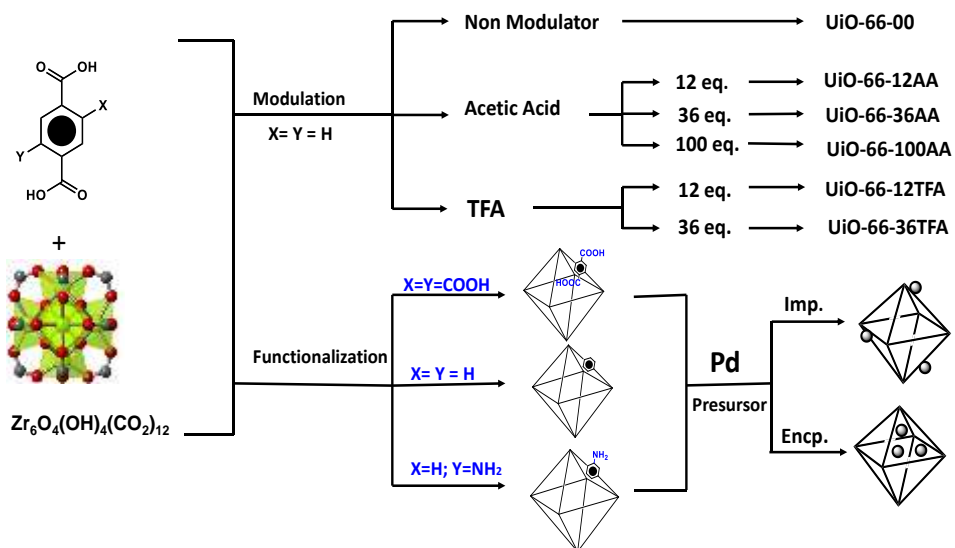 Non Modulator
UiO-66-00
O
OH
X
Y
HO
O
Modulation
X= Y = H
Acetic Acid
12 eq.
UiO-66-12AA
36 eq.
UiO-66-36AA
100 eq.
UiO-66-100AA
TFA
12 eq.
UiO-66-12TFA
36 eq.
UiO-66-36TFA
+
Zr6O4(OH)4(CO2)12
Functionalization
X=Y=COOH
COOH
HOOC
X= Y = H
X=H; Y=NH2
NH2
Pd
Presursor
Imp.
Encp.